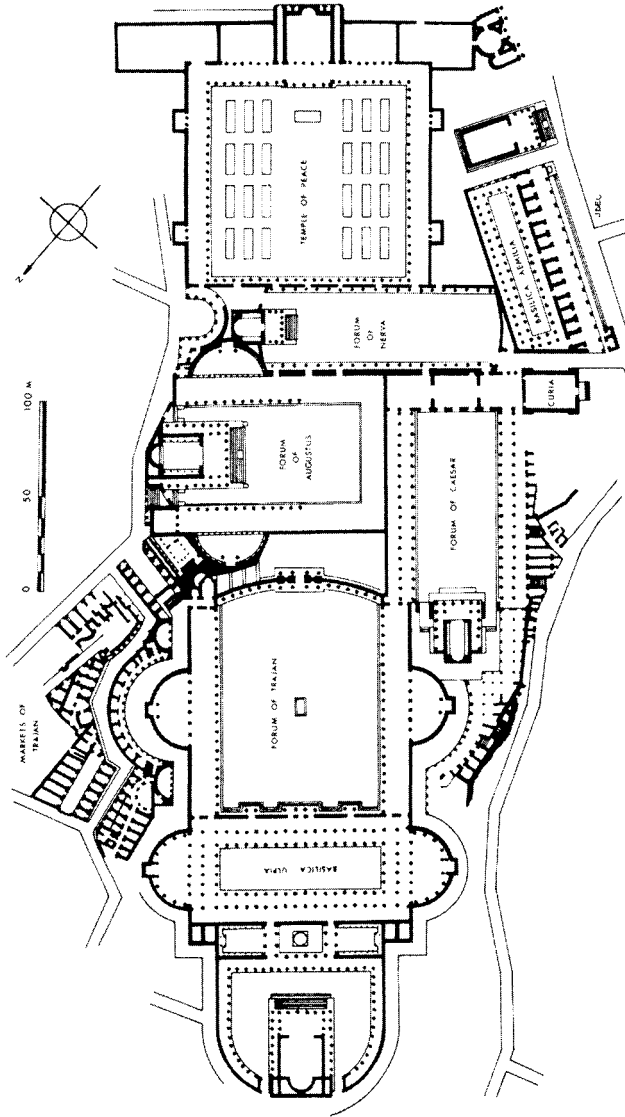 N
TEMPLE OF PEACE
BASILICA AEMILIA
FORUM
OF
NERVA
CURIA
0 50 100 M
FORUM
OF
AUGUSTUS
FORUM OF CAESAR
MARKETS OF
TRAJAN
FORUM OF TRAJAN
BASILICA ULPIA